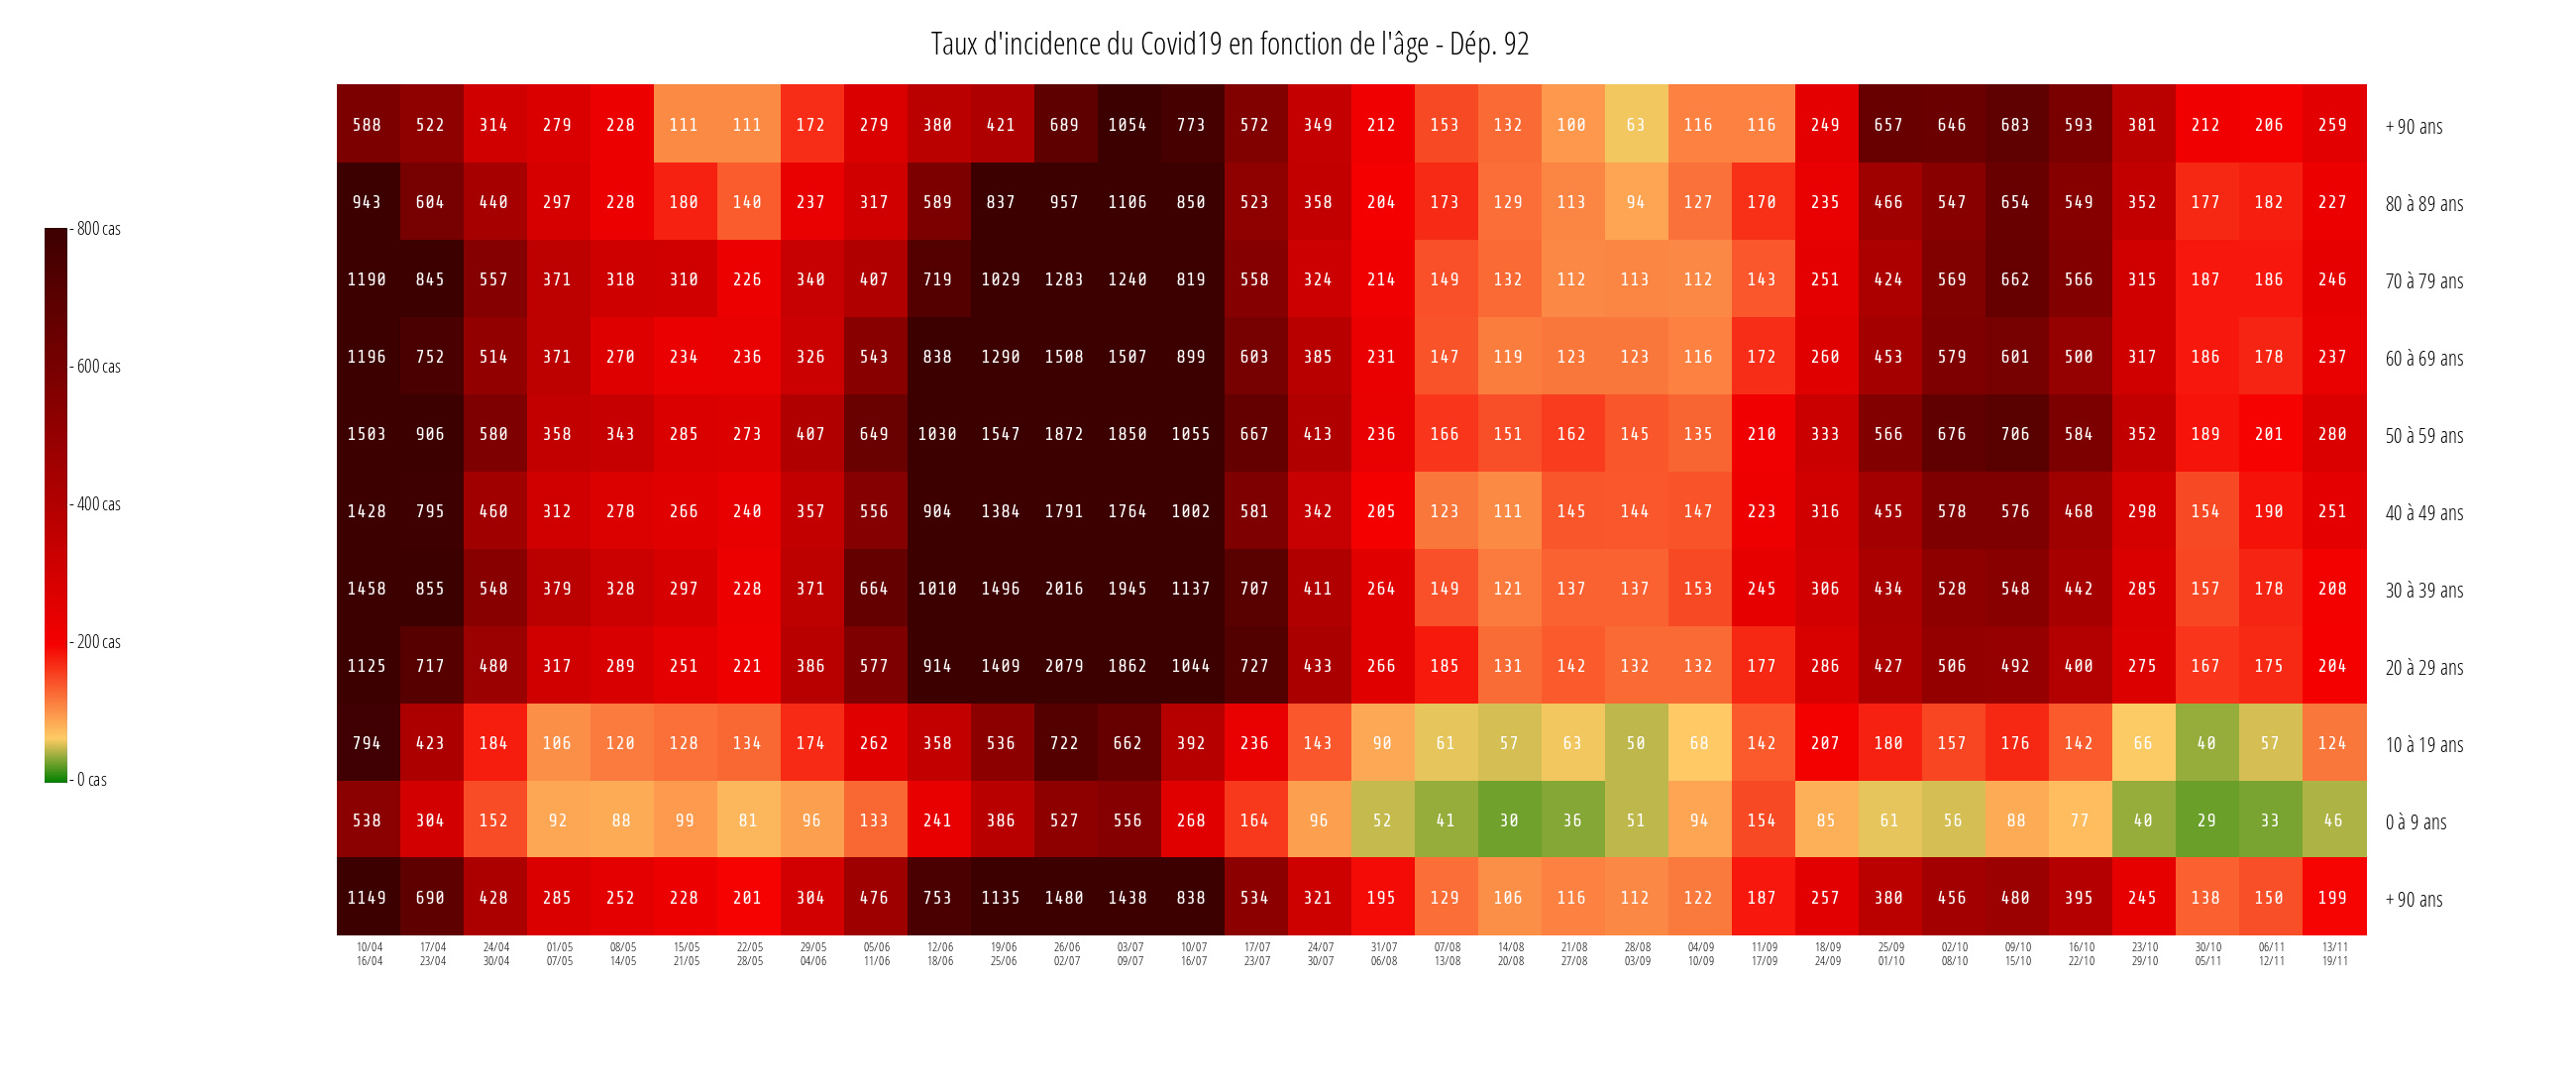 Taux d'incidence du Covid19 en fonction de l'âge - Dép. 92
- 800 cas
- 600 cas
- 400 cas
- 200 cas
- 0 cas
588 522 314 279 228 111 111 172 279 380 421 689 1054 773 572 349 212 153 132 100 63 116 116 249 657 646 683 593 381 212 206 259 + 90 ans
943 604 440 297 228 180 140 237 317 589 837 957 1106 850 523 358 204 173 129 113 94 127 170 235 466 547 654 549 352 177 182 227 80 à 89 ans
1190 845 557 371 318 310 226 340 407 719 1029 1283 1240 819 558 324 214 149 132 112 113 112 143 251 424 569 662 566 315 187 186 246 70 à 79 ans
1196 752 514 371 270 234 236 326 543 838 1290 1508 1507 899 603 385 231 147 119 123 123 116 172 260 453 579 601 500 317 186 178 237 60 à 69 ans
1503 906 580 358 343 285 273 407 649 1030 1547 1872 1850 1055 667 413 236 166 151 162 145 135 210 333 566 676 706 584 352 189 201 280 50 à 59 ans
1428 795 460 312 278 266 240 357 556 904 1384 1791 1764 1002 581 342 205 123 111 145 144 147 223 316 455 578 576 468 298 154 190 251 40 à 49 ans
1458 855 548 379 328 297 228 371 664 1010 1496 2016 1945 1137 707 411 264 149 121 137 137 153 245 306 434 528 548 442 285 157 178 208 30 à 39 ans
1125 717 480 317 289 251 221 386 577 914 1409 2079 1862 1044 727 433 266 185 131 142 132 132 177 286 427 506 492 400 275 167 175 204 20 à 29 ans
794 423 184 106 120 128 134 174 262 358 536 722 662 392 236 143 90 61 57 63 50 68 142 207 180 157 176 142 66 40 57 124 10 à 19 ans
538 304 152 92 88 99 81 96 133 241 386 527 556 268 164 96 52 41 30 36 51 94 154 85 61 56 88 77 40 29 33 46 0 à 9 ans
1149 690 428 285 252 228 201 304 476 753 1135 1480 1438 838 534 321 195 129 106 116 112 122 187 257 380 456 480 395 245 138 150 199 + 90 ans
10/04 17/04 24/04 01/05 08/05 15/05 22/05 29/05 05/06 12/06 19/06 26/06 03/07 10/07 17/07 24/07 31/07 07/08 14/08 21/08 28/08 04/09 11/09 18/09 25/09 02/10 09/10 16/10 23/10 30/10 06/11 13/11
16/04 23/04 30/04 07/05 14/05 21/05 28/05 04/06 11/06 18/06 25/06 02/07 09/07 16/07 23/07 30/07 06/08 13/08 20/08 27/08 03/09 10/09 17/09 24/09 01/10 08/10 15/10 22/10 29/10 05/11 12/11 19/11